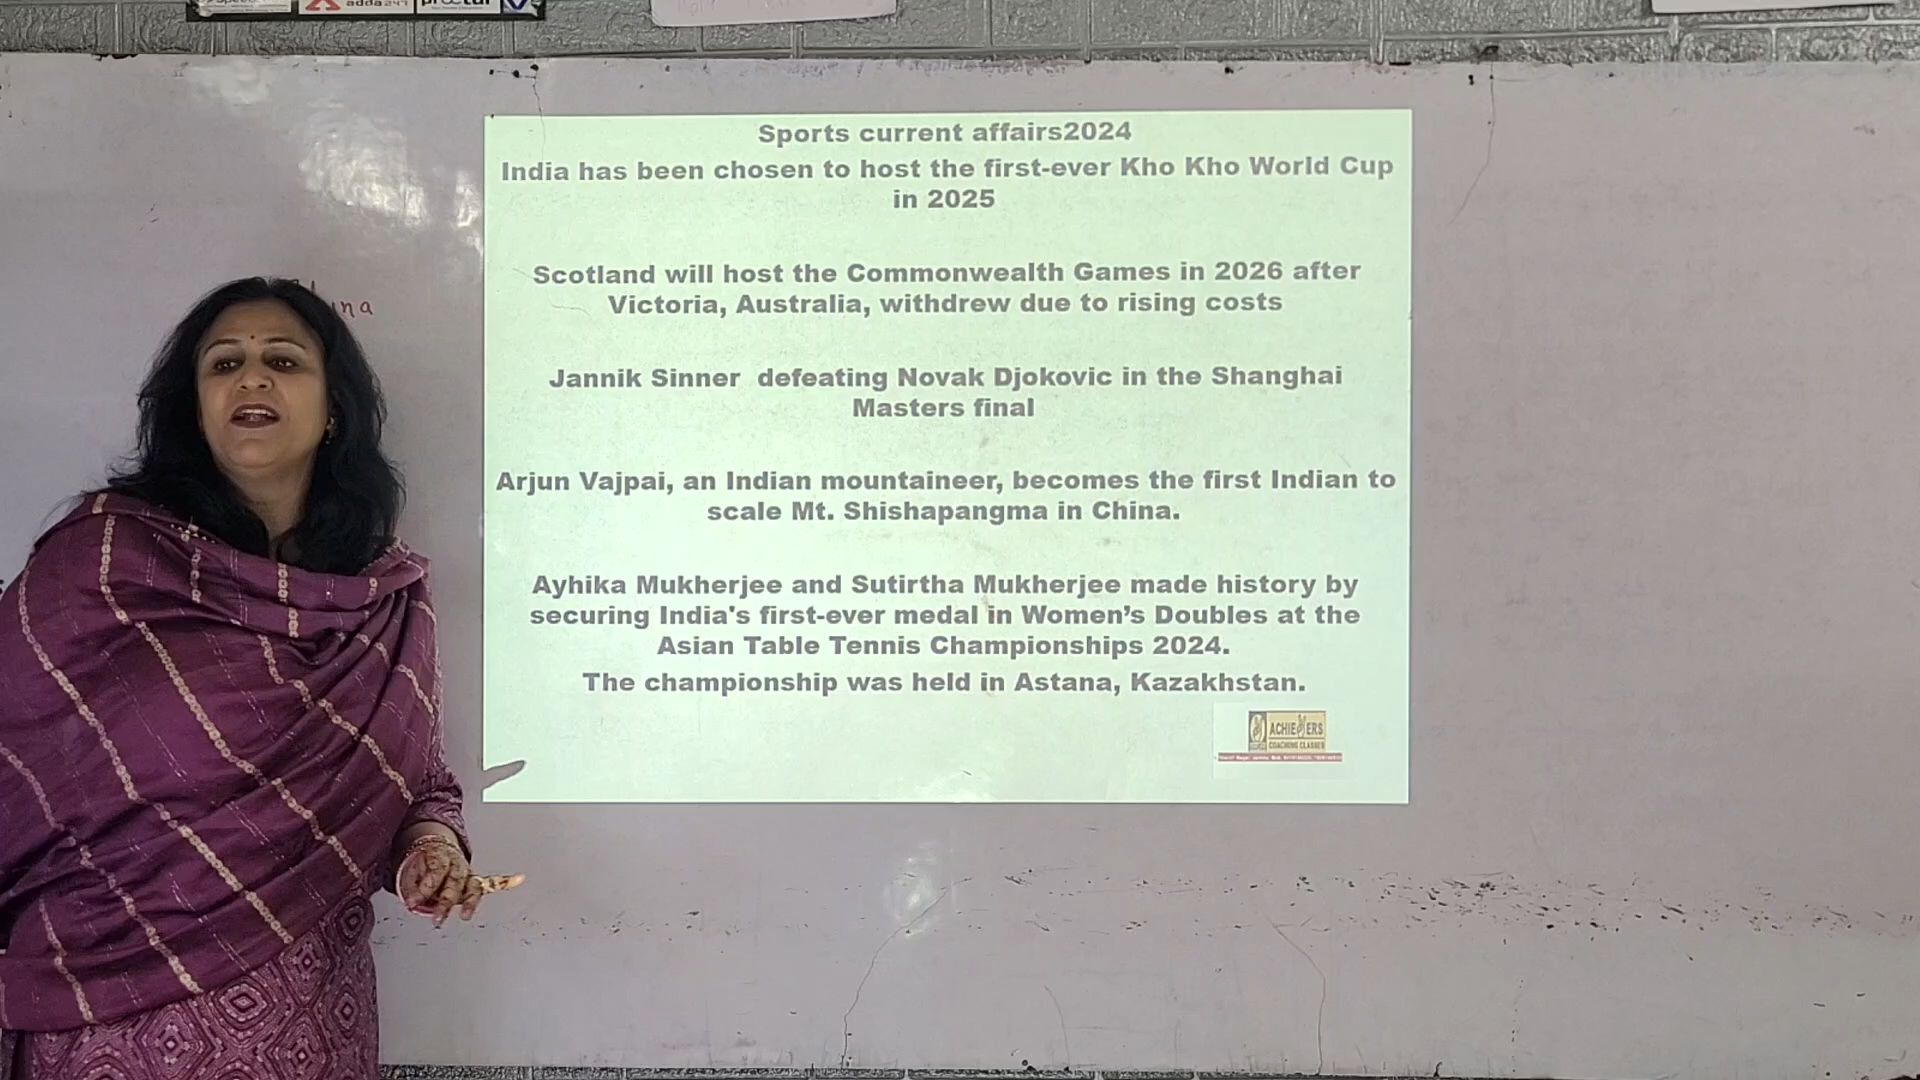 adda247
Sports current affairs2024
India has been chosen to host the first-ever Kho Kho World Cup
in 2025
Scotland will host the Commonwealth Games in 2026 after
Victoria, Australia, withdrew due to rising costs
Jannik Sinner defeating Novak Djokovic in the Shanghai
Masters final
Arjun Vajpai, an Indian mountaineer, becomes the first Indian to
scale Mt. Shishapangma in China.
Ayhika Mukherjee and Sutirtha Mukherjee made history by
securing India's first-ever medal in Women’s Doubles at the
Asian Table Tennis Championships 2024.
The championship was held in Astana, Kazakhstan.
ACHIEVERS
COACHING CLASSES